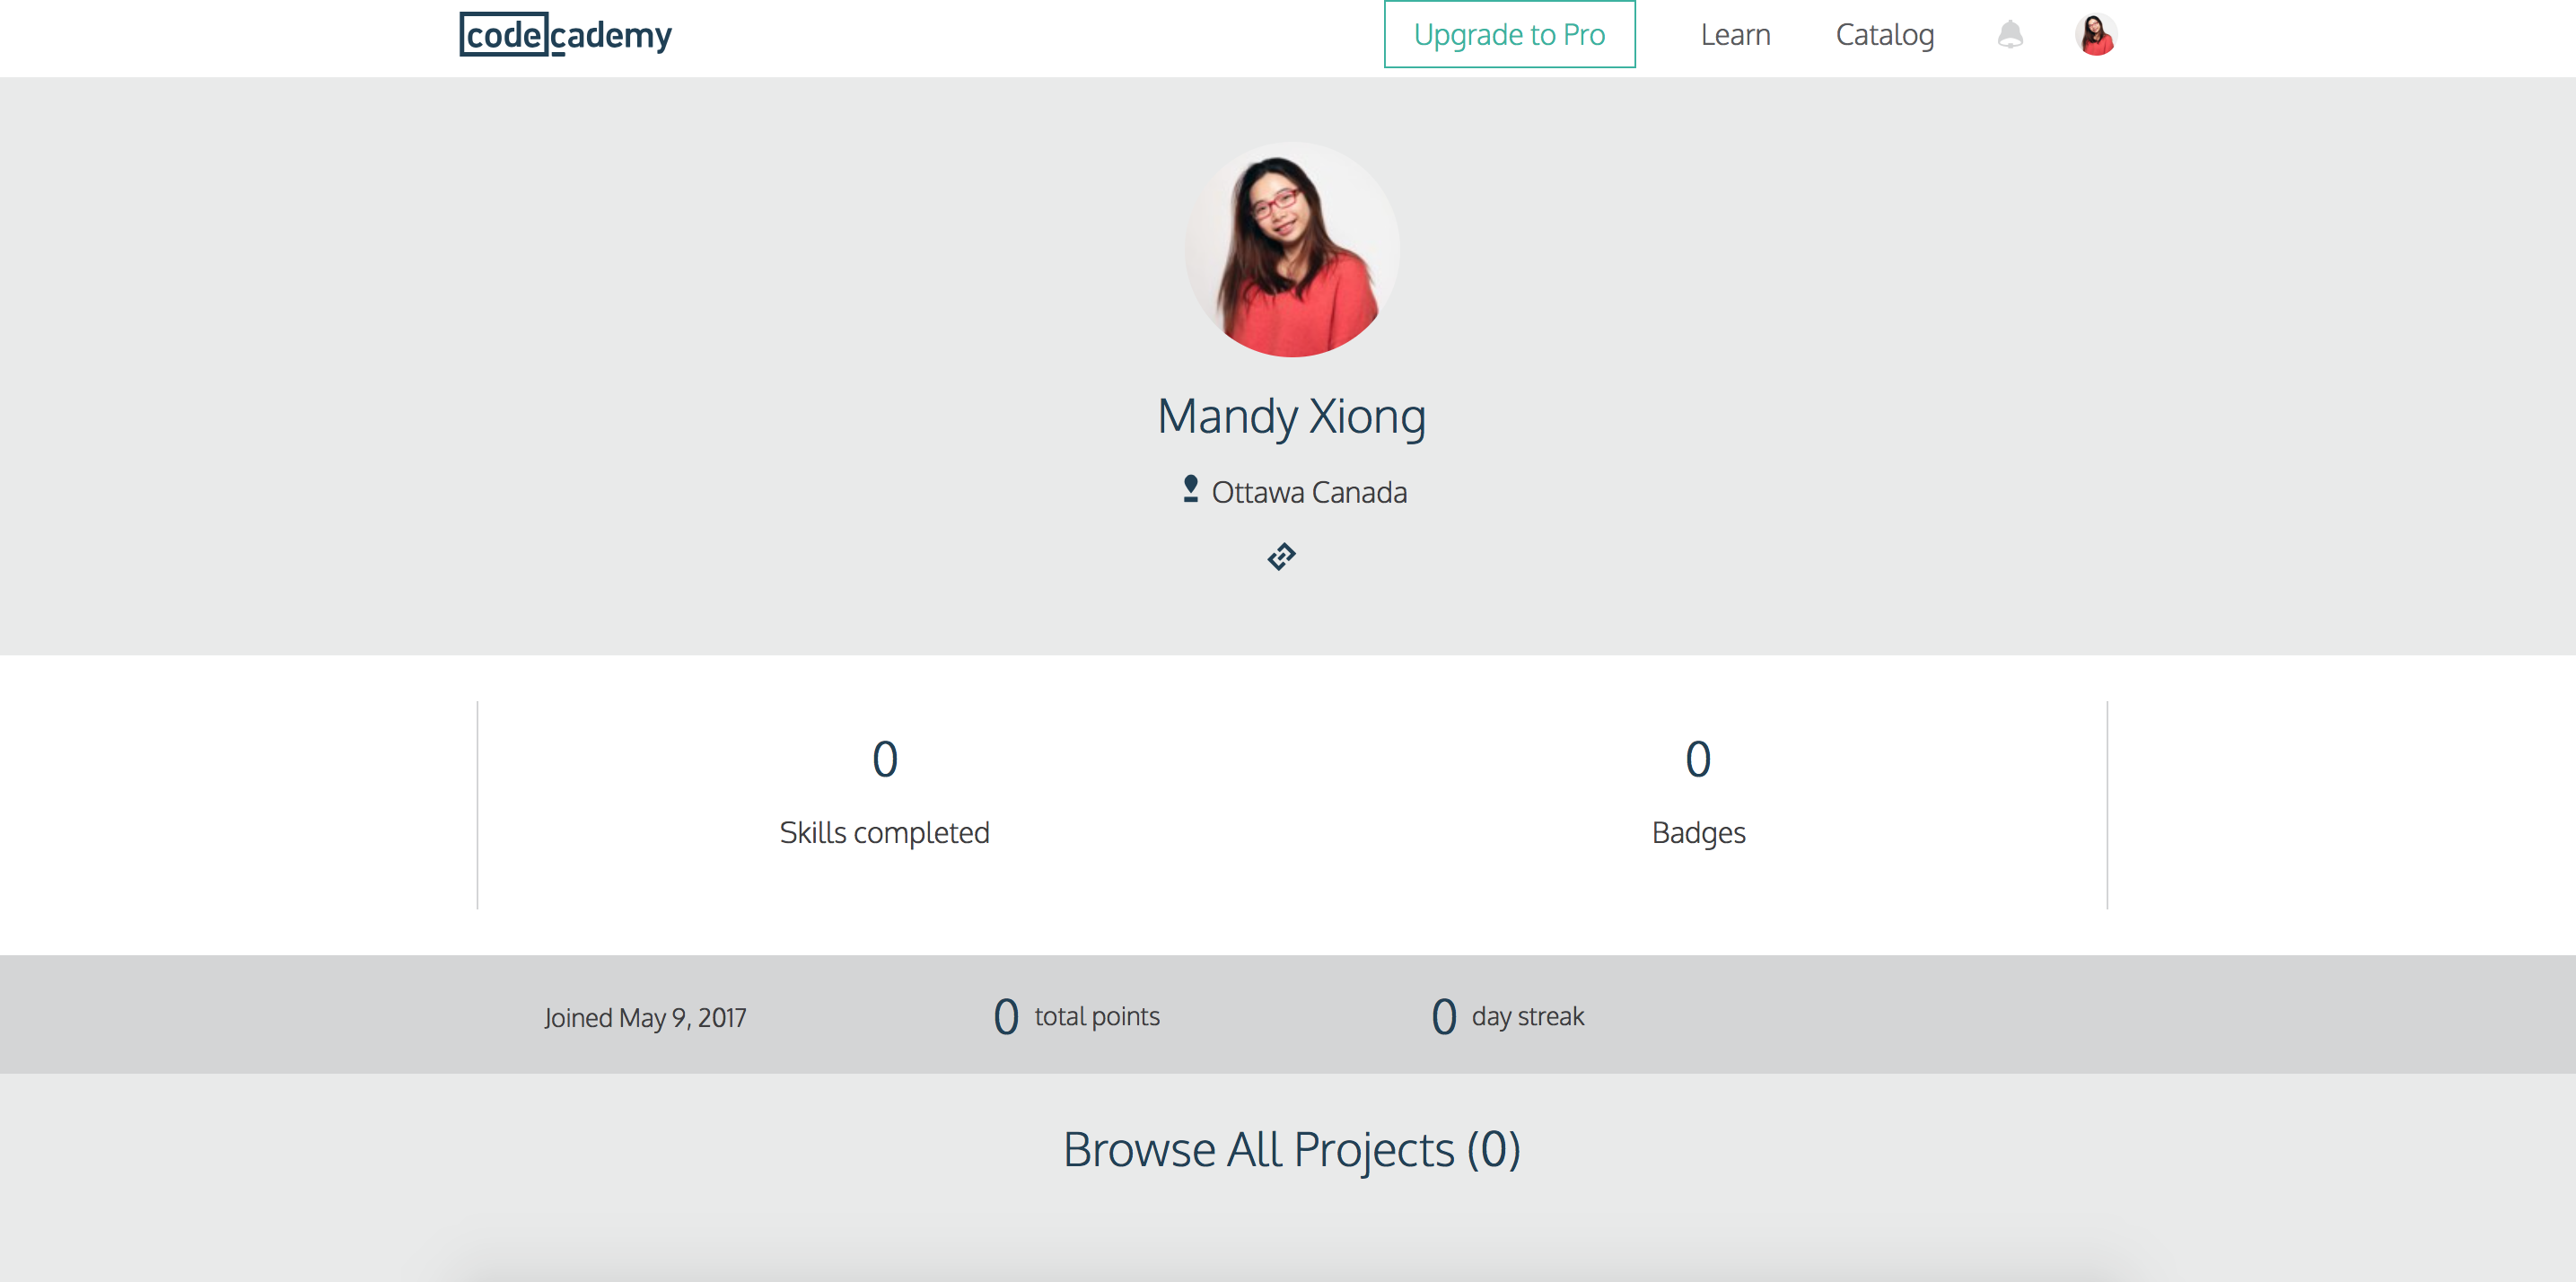 codecademy
Upgrade to Pro
Learn
Catalog
Mandy Xiong
Ottawa Canada
0
Skills completed
0
Badges
Joined May 9, 2017
0 total points
0 day streak
Browse All Projects (0)